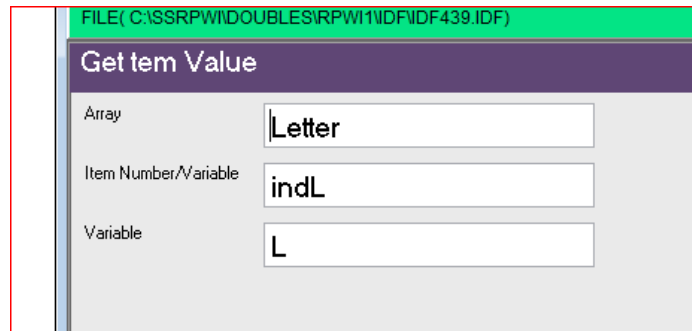 FILE( C:\SSRPWI\DOUBLES\RPWI1\IDF\IDF439.IDF)
Get tem Value
Array
Letter
Item Number/Variable
indL
Variable
L